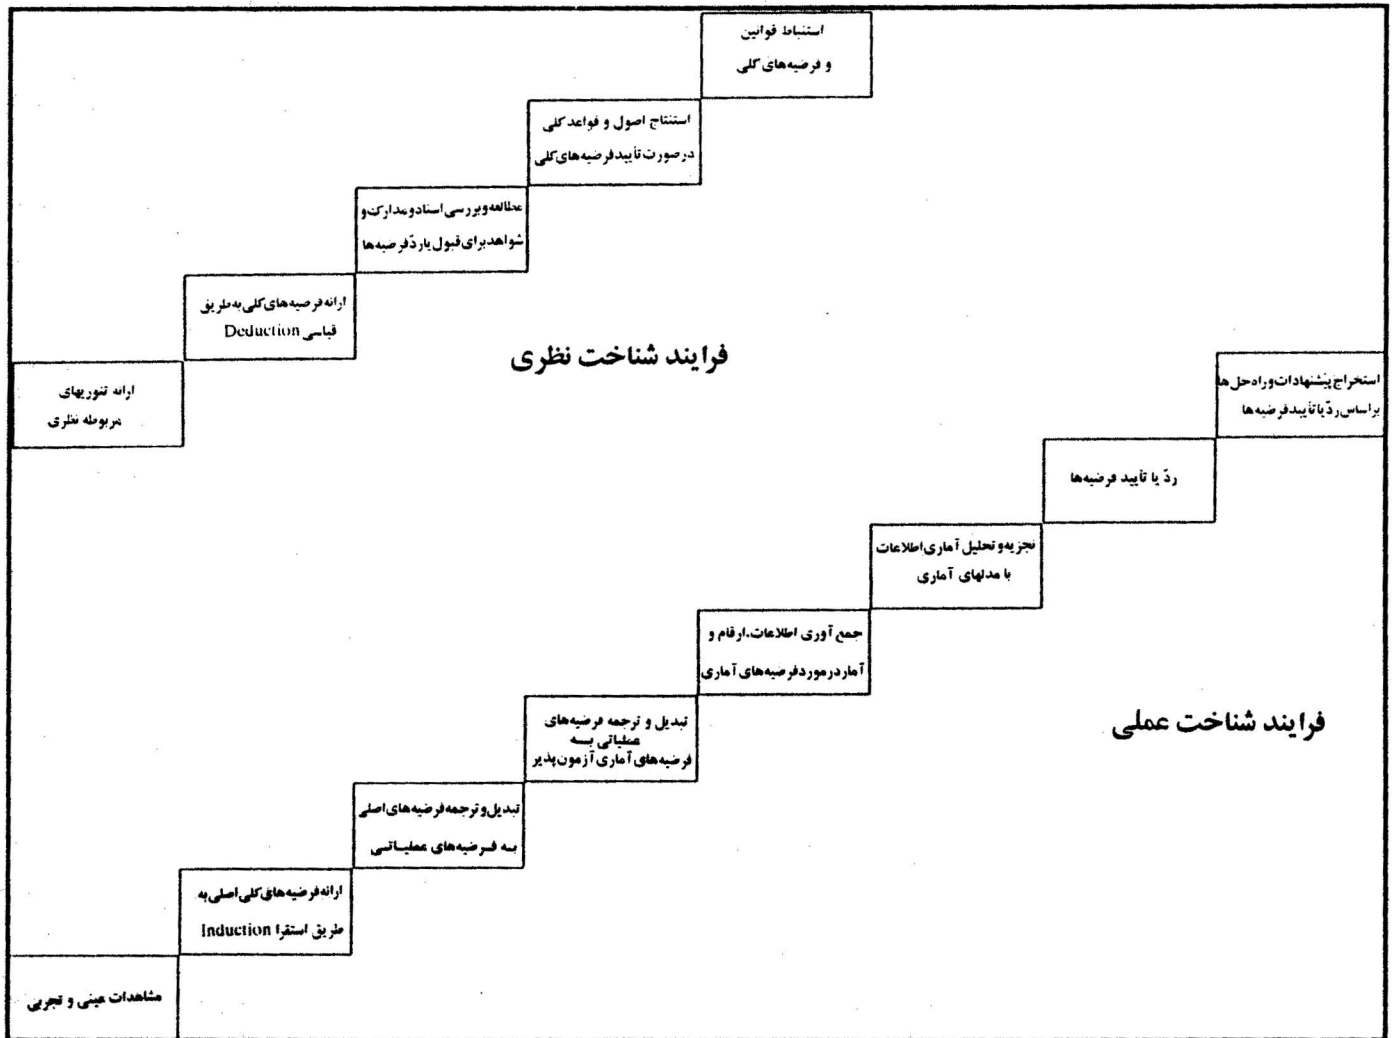 استنباط قوانین
و فرضیه‌های کلی
استنتاج اصول و قواعد کلی
درصورت تأیید فرضیه‌های کلی
مطالعه و بررسی اسناد و مدارک و
شواهد برای قبول یا ردّ فرضیه‌ها
ارائه فرضیه‌های کلی به طریق
قیاسی Deduction
ارائه تئوریهای
مربوطه نظری
فرایند شناخت نظری
استخراج پیشنهادات و راه حل ها
براساس ردّ یا تأیید فرضیه‌ها
ردّ یا تأیید فرضیه‌ها
تجزیه و تحلیل آماری اطلاعات
با مدلهای آماری
جمع آوری اطلاعات، ارقام و
آمار در مورد فرضیه‌های آماری
تبدیل و ترجمه فرضیه‌های
عملیاتی به
فرضیه‌های آماری آزمون پذیر
تبدیل و ترجمه فرضیه‌های اصلی
به فرضیه‌های عملیاتی
ارائه فرضیه‌های کلی اصلی به
طریق استقرا Induction
مشاهدات عینی و تجربی
فرایند شناخت عملی